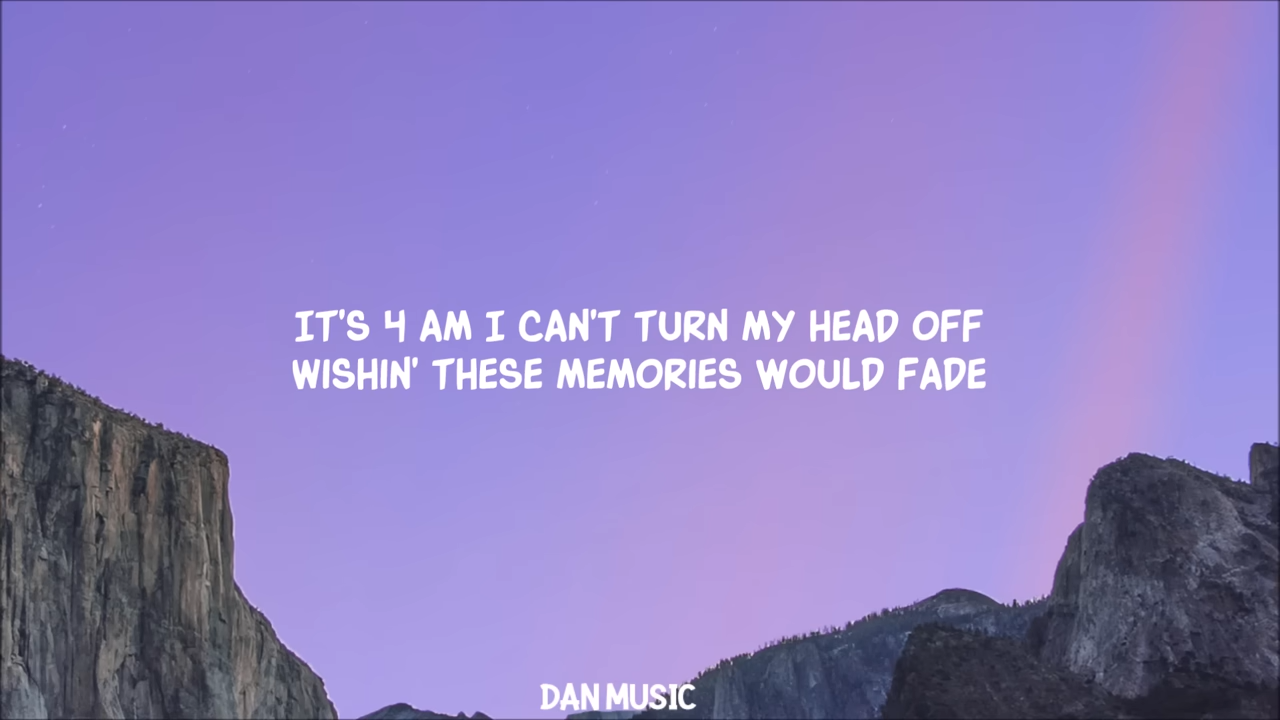 IT'S 4 AM I CAN'T TURN MY HEAD OFF
WISHIN' THESE MEMORIES WOULD FADE
DAN MUSIC